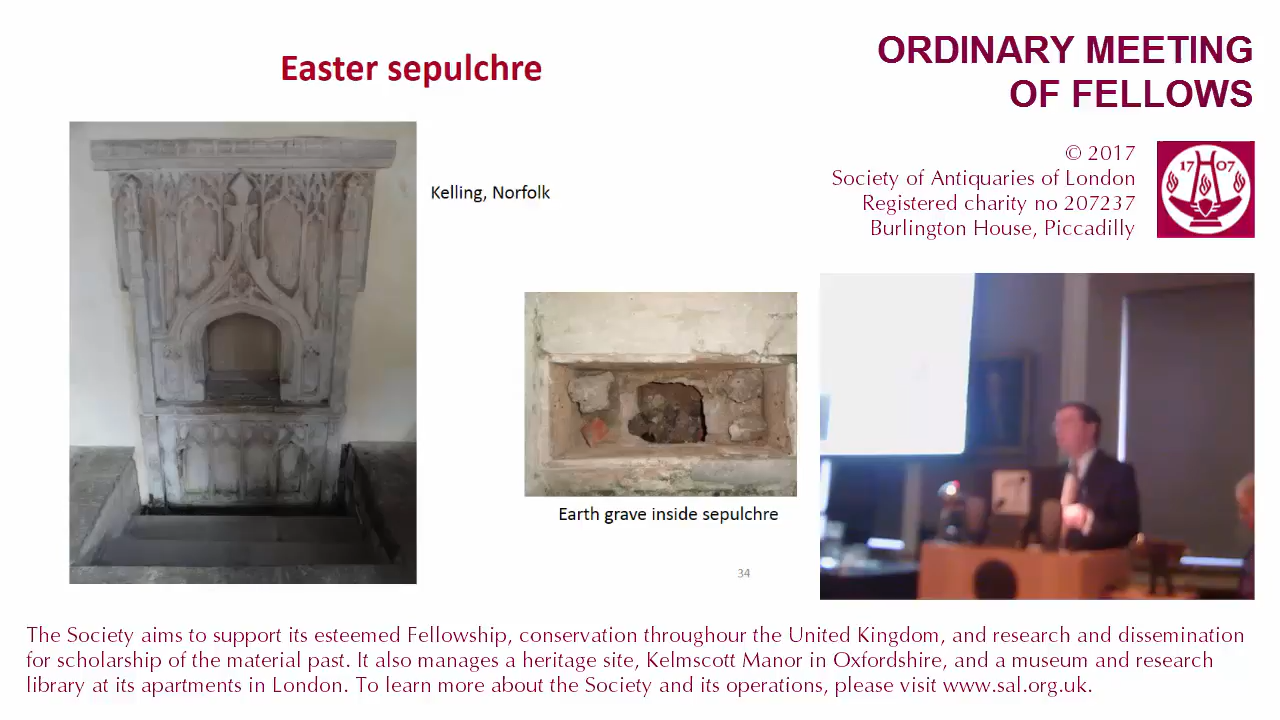 Easter sepulchre
Kelling, Norfolk
Earth grave inside sepulchre
34
ORDINARY MEETING
OF FELLOWS
© 2017
Society of Antiquaries of London
Registered charity no 207237
Burlington House, Piccadilly
17 07
The Society aims to support its esteemed Fellowship, conservation throughour the United Kingdom, and research and dissemination
for scholarship of the material past. It also manages a heritage site, Kelmscott Manor in Oxfordshire, and a museum and research
library at its apartments in London. To learn more about the Society and its operations, please visit www.sal.org.uk.